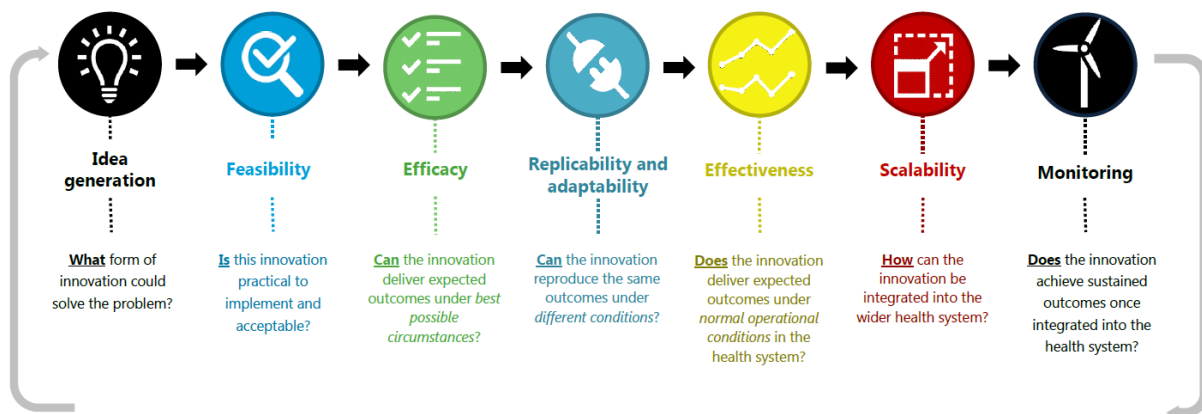 Idea
generation
Feasibility
Efficacy
Replicability and
adaptability
Effectiveness
Scalability
Monitoring
What form of
innovation could
solve the problem?
Is this innovation
practical to
implement and
acceptable?
Can the innovation
deliver expected
outcomes under best
possible
circumstances?
Can the innovation
reproduce the same
outcomes under
different conditions?
Does the innovation
deliver expected
outcomes under
normal operational
conditions in the
health system?
How can the
innovation be
integrated into the
wider health system?
Does the innovation
achieve sustained
outcomes once
integrated into the
health system?